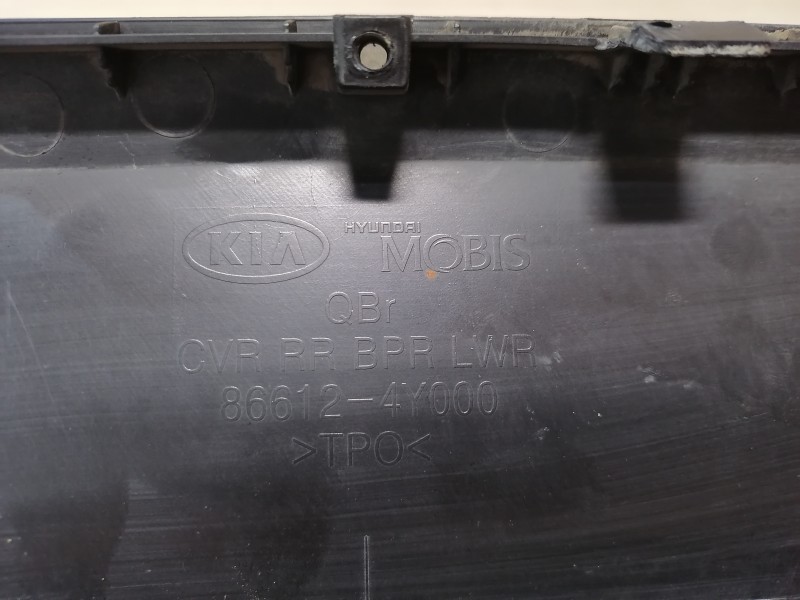 KIA HYUNDAI MOBIS
QBr
CVR RR BPR LWR
86612-4Y000
>TPO<